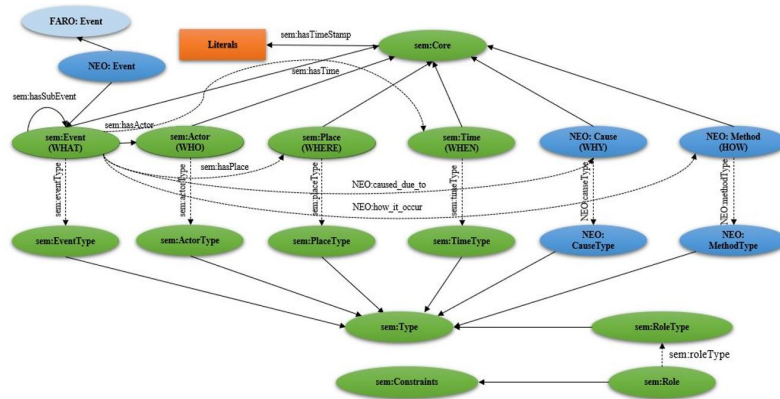 FARO: Event
Literals
sem:hasTimeStamp
sem:Core
NEO: Event
sem:hasTime
sem:hasSubEvent
sem:hasActor
sem:Event
(WHAT)
sem:Actor
(WHO)
sem:Place
(WHERE)
sem:Time
(WHEN)
NEO: Cause
(WHY)
NEO: Method
(HOW)
sem:hasPlace
sem:eventType
sem:actorType
sem:placeType
sem:timeType
NEO:causeType
NEO:methodType
NEO:caused_due_to
NEO:how_it_occur
sem:EventType
sem:ActorType
sem:PlaceType
sem:TimeType
NEO:
CauseType
NEO:
MethodType
sem:Type
sem:RoleType
sem:roleType
sem:Constraints
sem:Role